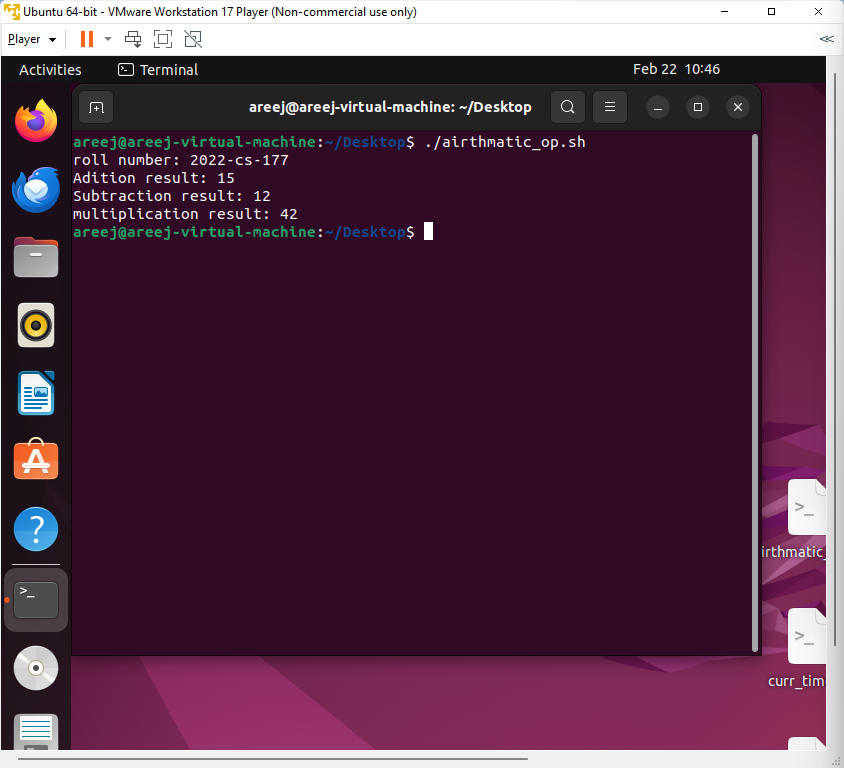 Ubuntu 64-bit - VMware Workstation 17 Player (Non-commercial use only)
Player
Activities
Terminal
Feb 22 10:46
areej@areej-virtual-machine: ~/Desktop
areej@areej-virtual-machine:~/Desktop$ ./airthmatic_op.sh
roll number: 2022-cs-177
Adition result: 15
Subtraction result: 12
multiplication result: 42
areej@areej-virtual-machine:~/Desktop$
irthmatic_
curr_tim